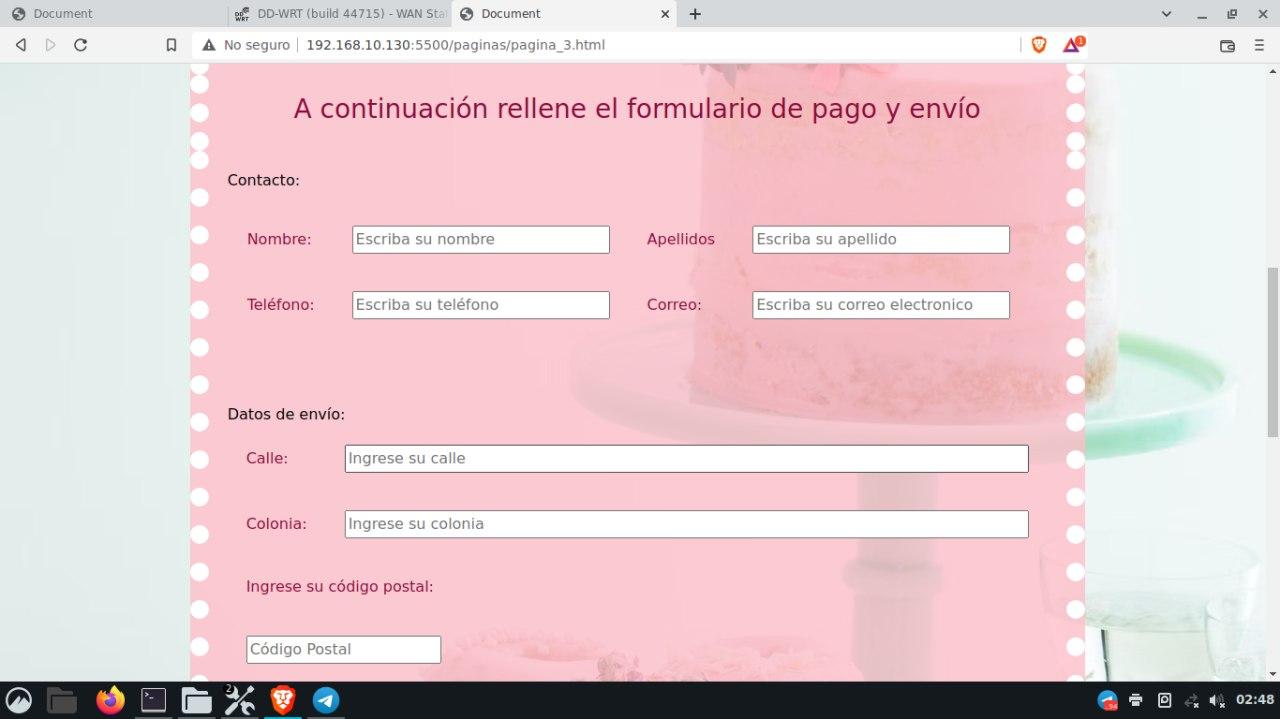 Document
DD-WRT (build 44715) - WAN Sta
Document
No seguro
192.168.10.130:5500/paginas/pagina_3.html
1
A continuación rellene el formulario de pago y envío
Contacto:
Nombre: Escriba su nombre Apellidos Escriba su apellido
Teléfono: Escriba su teléfono Correo: Escriba su correo electronico
Datos de envío:
Calle: Ingrese su calle
Colonia: Ingrese su colonia
Ingrese su código postal:
Código Postal
2
02:48